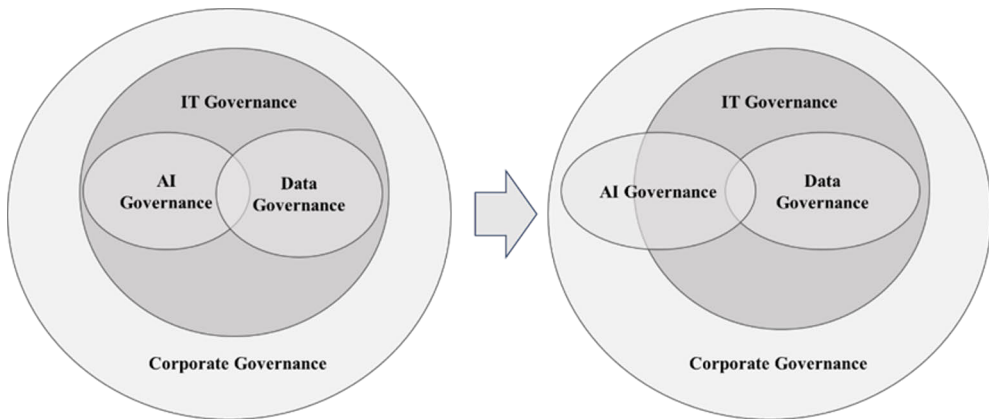 IT Governance
AI
Governance
Data
Governance
Corporate Governance
IT Governance
AI Governance
Data
Governance
Corporate Governance